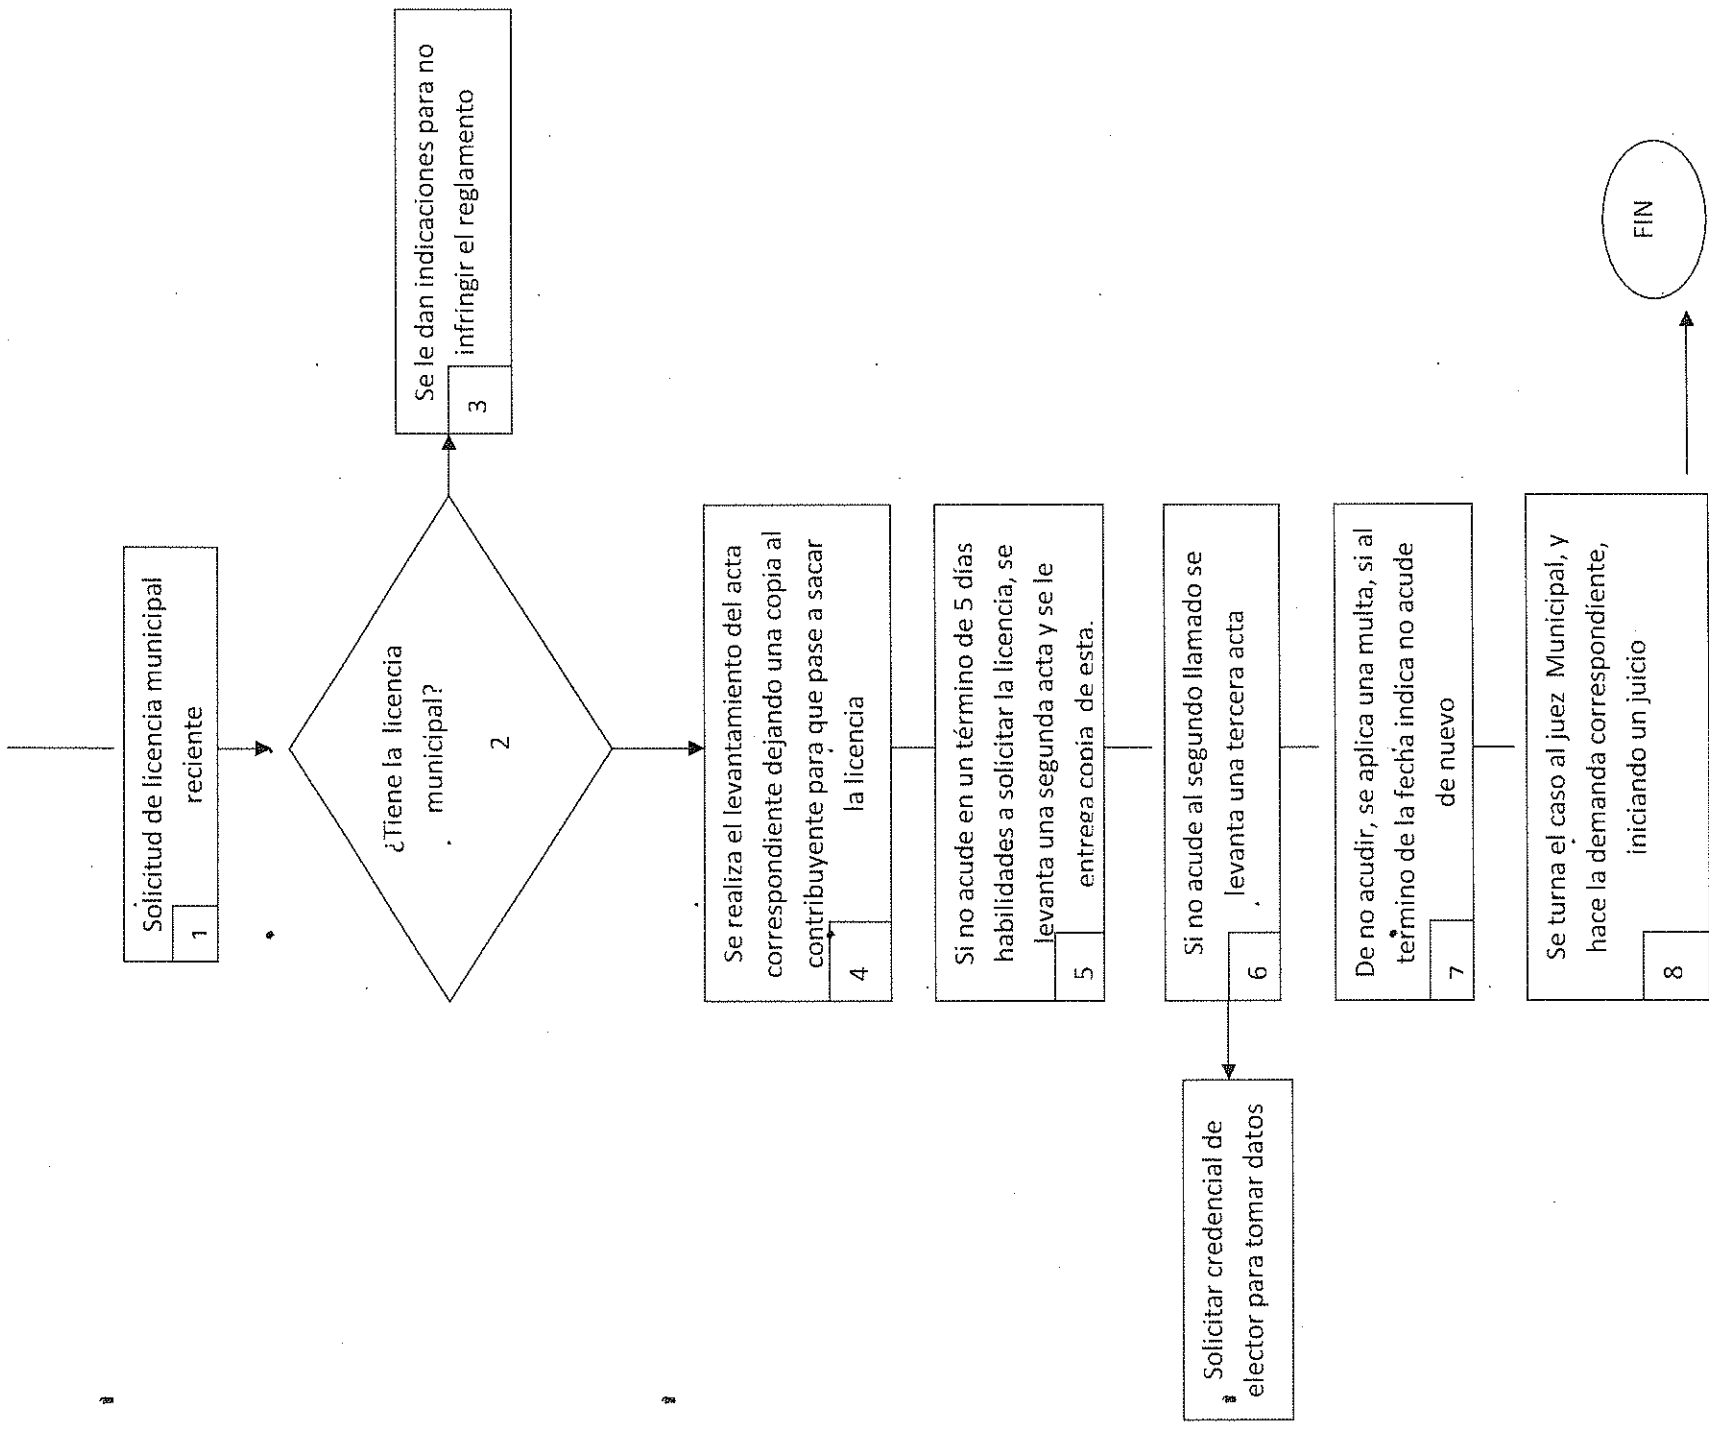 Solicitud de licencia municipal
reciente
1
¿Tiene la licencia
municipal?
2
Se le dan indicaciones para no
infringir el reglamento
3
Se realiza el levantamiento del acta
correspondiente dejando una copia al
contribuyente para que pase a sacar
la licencia
4
Si no acude en un término de 5 días
habilidades a solicitar la licencia, se
levanta una segunda acta y se le
entrega copia de esta.
5
Si no acude al segundo llamado se
levanta una tercera acta
6
Solicitar credencial de
elector para tomar datos
De no acudir, se aplica una multa, si al
termino de la fecha indica no acude
de nuevo
7
Se turna el caso al juez Municipal, y
hace la demanda correspondiente,
iniciando un juicio
8
FIN